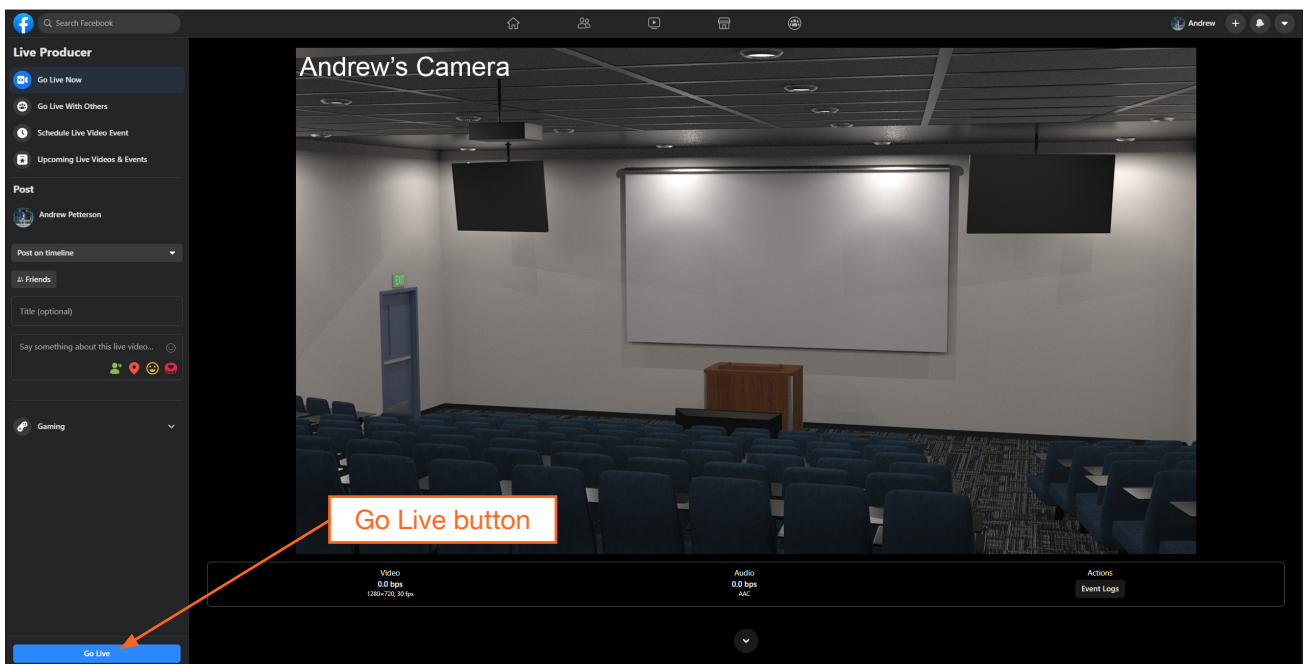 Search Facebook
Andrew
Live Producer
Go Live Now
Go Live With Others
Schedule Live Video Event
Upcoming Live Videos & Events
Post
Andrew Petterson
Post on timeline
Friends
Title (optional)
Say something about this live video...
Gaming
Go Live
Andrew's Camera
EXIT
Go Live button
Video
0.0 bps
1280×720, 30 fps
Audio
0.0 bps
AAC
Actions
Event Logs